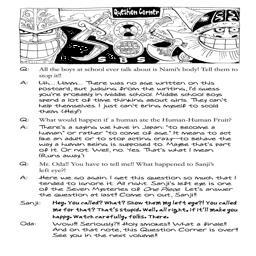 Question Corner
Q: All the boys at school ever talk about is Nami's body! Tell them to
stop it!!
A: Uh... Hmm... There was no age written on this
postcard, but judging from the writing, I'd guess
you're probably in middle school. Middle school boys
spend a lot of time thinking about girls. They can't
help themselves. I just can't bring myself to scold
them (Hey!)
Q: What would happen if a human ate the Human-Human Fruit?
A: There's a saying we have in Japan: "to become a
human" or rather "to come of age." It means to act
like an adult or to stop acting crazy--to behave the
way a human being is supposed to. Maybe that's part
of it. Or not. Well, no. Yes. That's what I mean.
(Runs away.)
Q: Mr. Oda!! You have to tell me!! What happened to Sanji's
left eye?!
A: Here we go again. I get this question so much that I
tended to ignore it. All right. Sanji's left eye is one
of the Seven Mysteries of One Piece. Let's answer
the question at last! Come on out, Sanji!!
Sanji: Hey. You called? What? Show them my left eye?! You called
me for that? That's stupid. Well, all right, if it'll make you
happy. Watch carefully, folks. There.
Oda: Wow!! Seriously?! Holy smokes! What a finale!!
And on that note, this Question Corner is over!
See you in the next volume!!